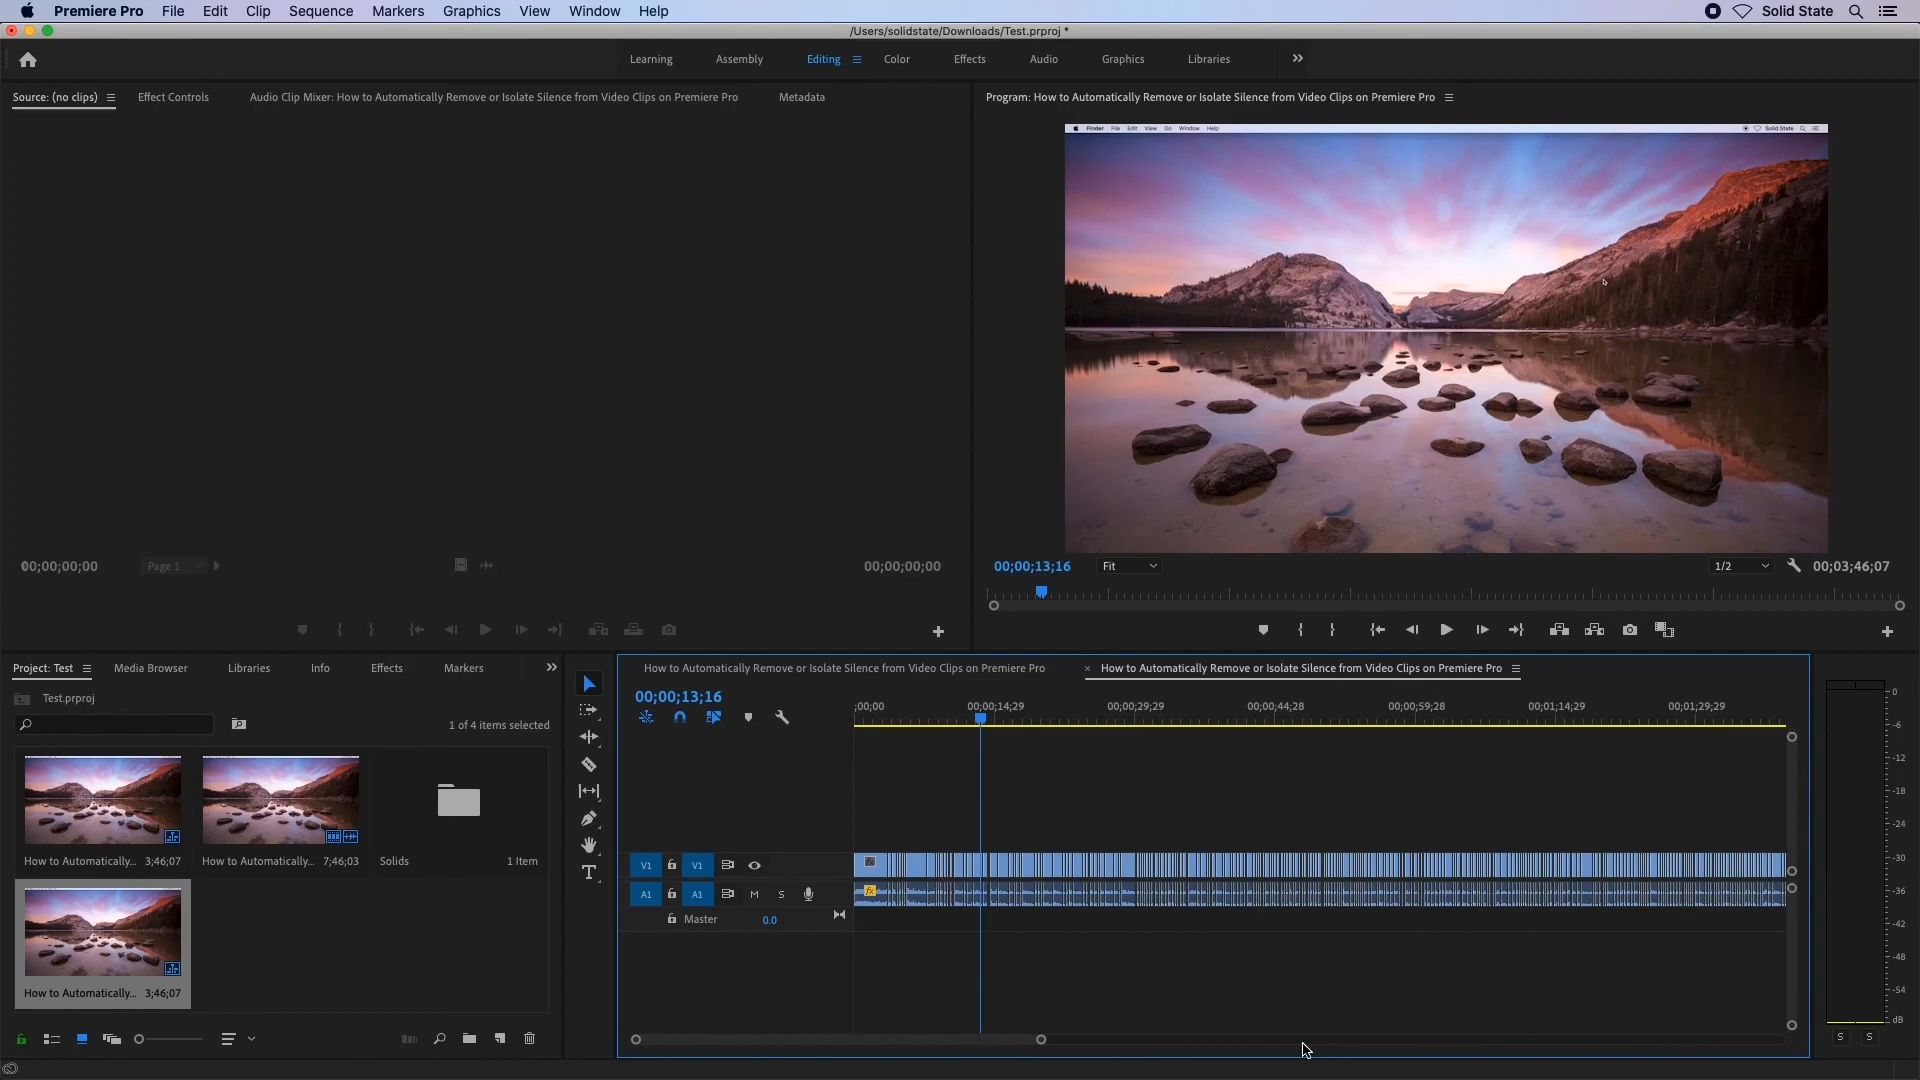 Premiere Pro File Edit Clip Sequence Markers Graphics View Window Help Solid State
/Users/solidstate/Downloads/Test.prproj *
Learning Assembly Editing Color Effects Audio Graphics Libraries
Source: (no clips) Effect Controls Audio Clip Mixer: How to Automatically Remove or Isolate Silence from Video Clips on Premiere Pro Metadata
Program: How to Automatically Remove or Isolate Silence from Video Clips on Premiere Pro
Finder File Edit View Go Window Help Solid State
00;00;00;00 Page 1 00;00;00;00
00;00;13;16 Fit 1/2 00;03;46;07
Project: Test Media Browser Libraries Info Effects Markers
Test.prproj
1 of 4 items selected
How to Automatically... 3;46;07 How to Automatically... 7;46;03 Solids 1 Item
How to Automatically... 3;46;07
How to Automatically Remove or Isolate Silence from Video Clips on Premiere Pro × How to Automatically Remove or Isolate Silence from Video Clips on Premiere Pro
00;00;13;16
;00;00 00;00;14;29 00;00;29;29 00;00;44;28 00;00;59;28 00;01;14;29 00;01;29;29
V1 V1 fx
A1 A1 M S fx
Master 0.0
T
0
-6
-12
-18
-24
-30
-36
-42
-48
-54
dB
S S